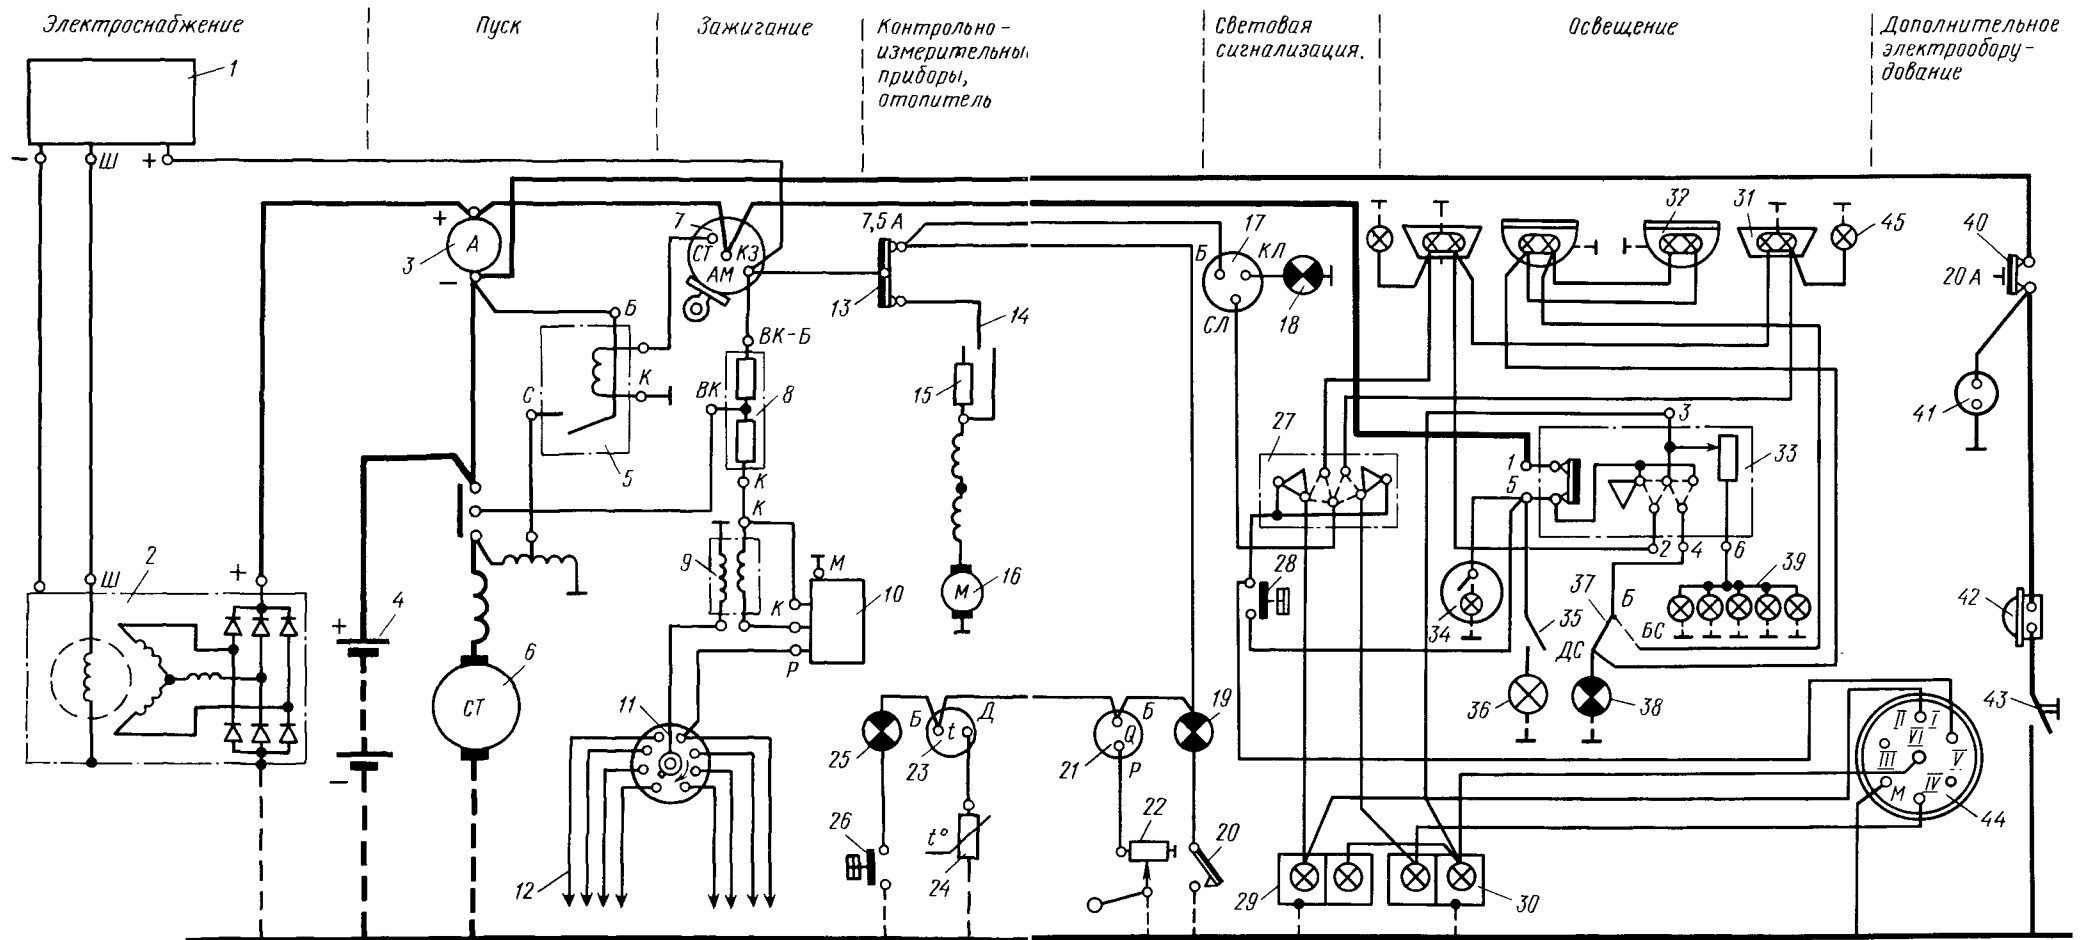 Электроснабжение
Пуск
Зажигание
Контрольно-
измерительны
приборы,
отопитель
Световая
сигнализация.
Освещение
Дополнительное
электрообору-
дование
1
- Ш +
+
А
3
-
7
СТ КЗ
АМ
7,5 А
13
14
15
М
16
Б
17
КЛ
СЛ
18
32
31
45
40
20 А
41
Б
К
С
5
ВК-Б
ВК
8
К
К
9
М
10
К
Р
27
28
3
1
5
33
2
4
6
39
34
35
36
37
Б
БС
ДС
38
42
43
2
Ш
+
+
4
-
6
СТ
11
12
25
Б
Д
t
23
26
t°
24
Б
Q
21
Р
22
19
20
29
30
II
I
VI
III
V
IV
М
44